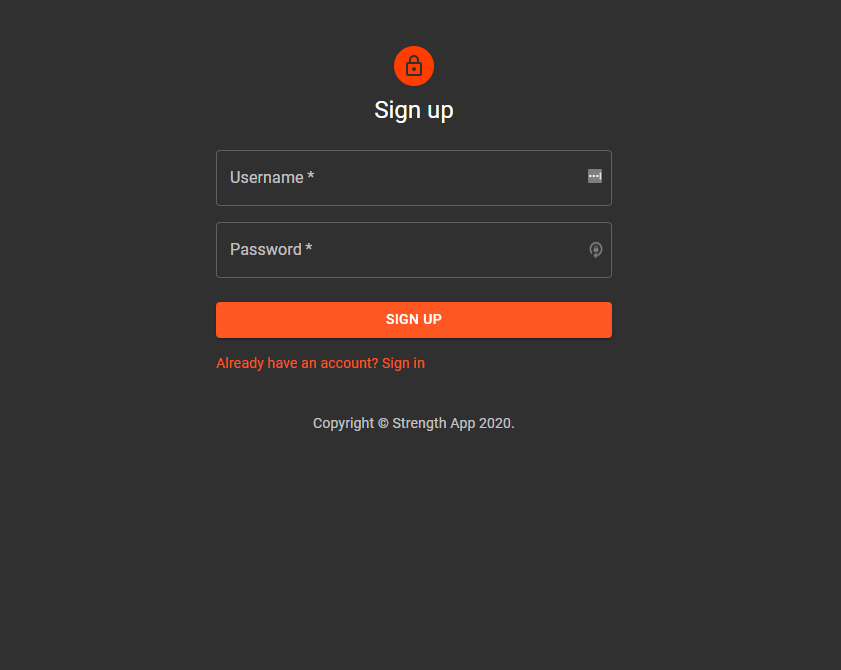 Sign up
Username *
Password *
SIGN UP
Already have an account? Sign in
Copyright © Strength App 2020.